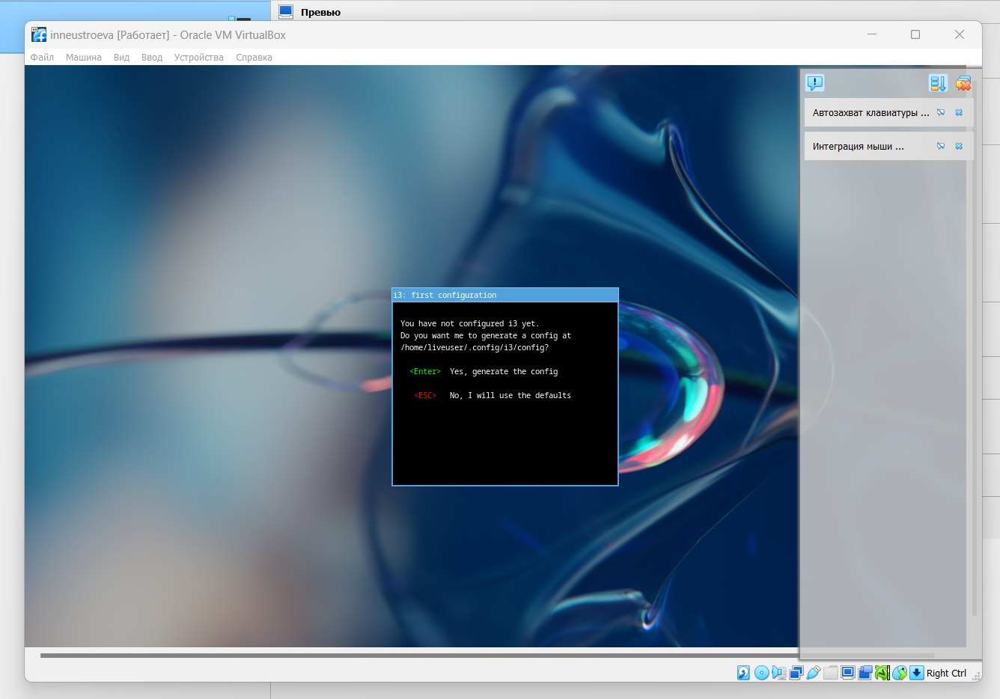 Превью
inneustroeva [Работает] - Oracle VM VirtualBox
Файл Машина Вид Ввод Устройства Справка
Автозахват клавиатуры ...
Интеграция мыши ...
i3: first configuration
You have not configured i3 yet.
Do you want me to generate a config at
/home/liveuser/.config/i3/config?
<Enter> Yes, generate the config
<ESC> No, I will use the defaults
Right Ctrl